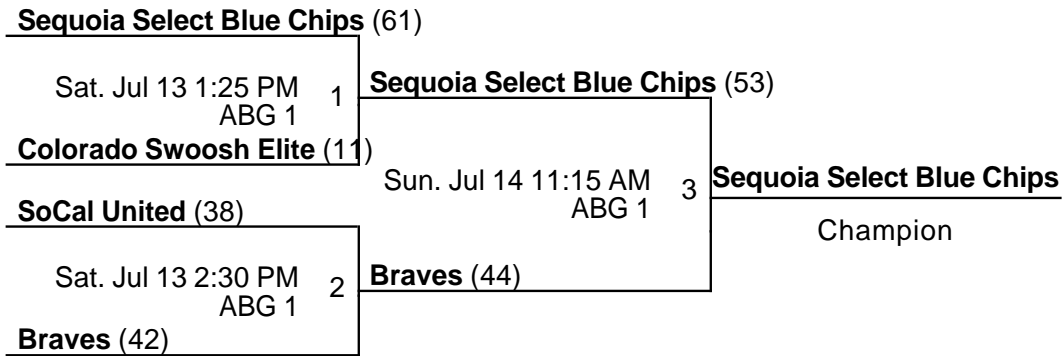 Sequoia Select Blue Chips (61)
Sat. Jul 13 1:25 PM
ABG 1
1
Sequoia Select Blue Chips (53)
Colorado Swoosh Elite (11)
Sun. Jul 14 11:15 AM
ABG 1
3
Sequoia Select Blue Chips
Champion
SoCal United (38)
Sat. Jul 13 2:30 PM
ABG 1
2
Braves (44)
Braves (42)